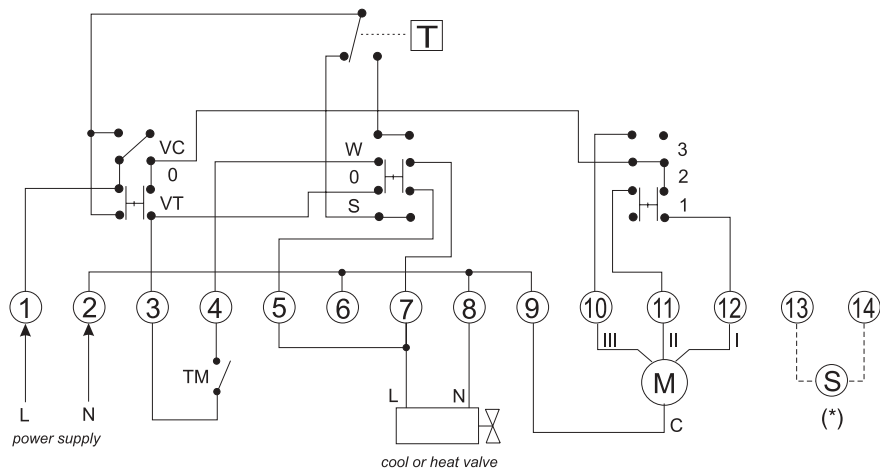 T
VC
0
VT
W
0
S
3
2
1
1 2 3 4 5 6 7 8 9 10 11 12 13 14
III II I
TM
M
S
L N
L N
C
(*)
power supply
cool or heat valve